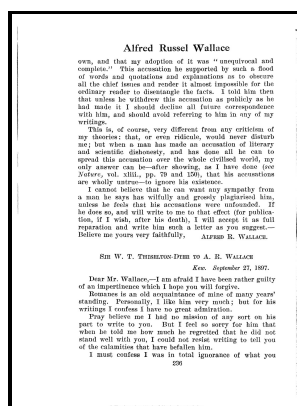 Alfred Russel Wallace
own, and that my adoption of it was "unequivocal and
complete." This accusation he supported by such a flood
of words and quotations and explanations as to obscure
all the chief issues and render it almost impossible for the
ordinary reader to disentangle the facts. I told him then
that unless he withdrew this accusation as publicly as he
had made it I should decline all future correspondence
with him, and should avoid referring to him in any of my
writings.
This is, of course, very different from any criticism of
my theories; that, or even ridicule, would never disturb
me; but when a man has made an accusation of literary
and scientific dishonesty, and has done all he can to
spread this accusation over the whole civilised world, my
only answer can be—after showing, as I have done (see
Nature, vol. xliii., pp. 79 and 150), that his accusations
are wholly untrue—to ignore his existence.
I cannot believe that he can want any sympathy from
a man he says has wilfully and grossly plagiarised him,
unless he feels that his accusations were unfounded. If
he does so, and will write to me to that effect (for publica-
tion, if I wish, after his death), I will accept it as full
reparation and write him such a letter as you suggest.—
Believe me yours very faithfully, ALFRED R. WALLACE.
SIR W. T. THISELTON-DYER TO A. R. WALLACE
Kew. September 27, 1897.
Dear Mr. Wallace,—I am afraid I have been rather guilty
of an impertinence which I hope you will forgive.
Romanes is an old acquaintance of mine of many years'
standing. Personally, I like him very much; but for his
writings I confess I have no great admiration.
Pray believe me I had no mission of any sort on his
part to write to you. But I feel so sorry for him that
when he told me how much he regretted that he did not
stand well with you, I could not resist writing to tell you
of the calamities that have befallen him.
I must confess I was in total ignorance of what you
236